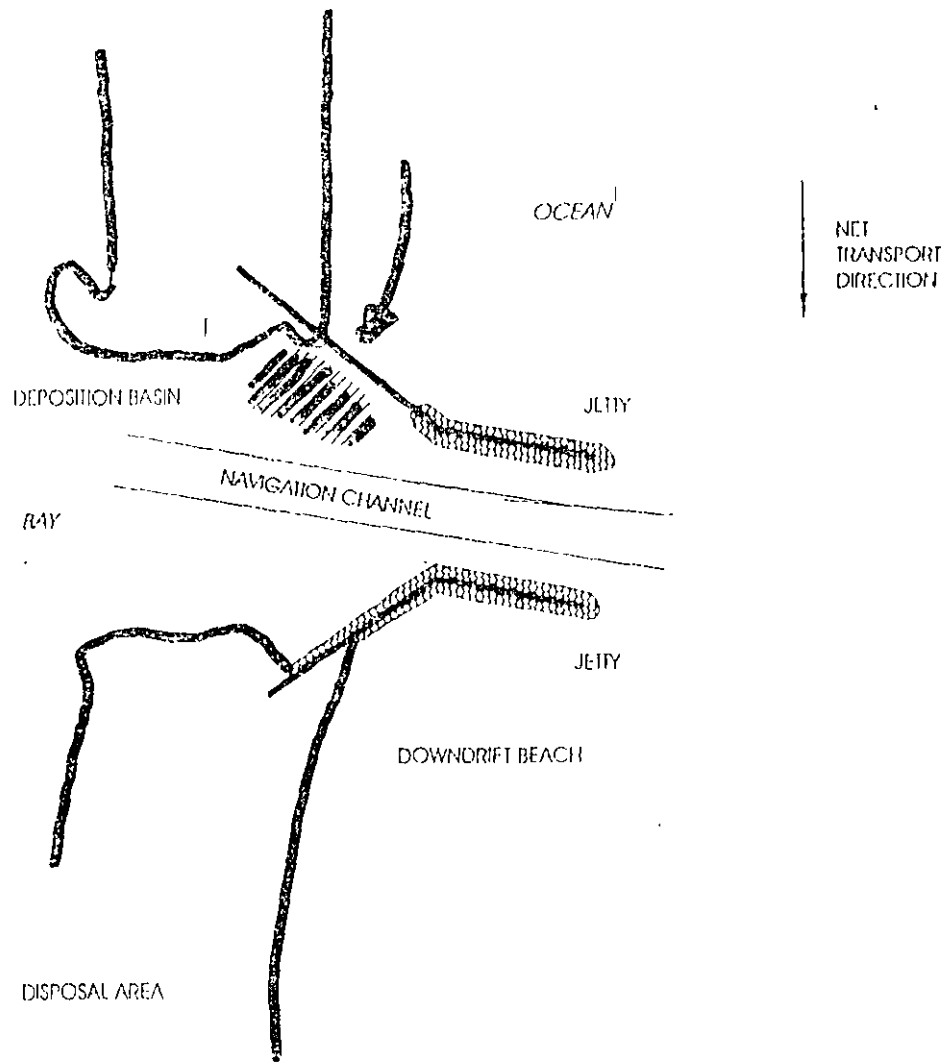 OCEAN
NET
TRANSPORT
DIRECTION
DEPOSITION BASIN
JETTY
NAVIGATION CHANNEL
BAY
JETTY
DOWNDRIFT BEACH
DISPOSAL AREA